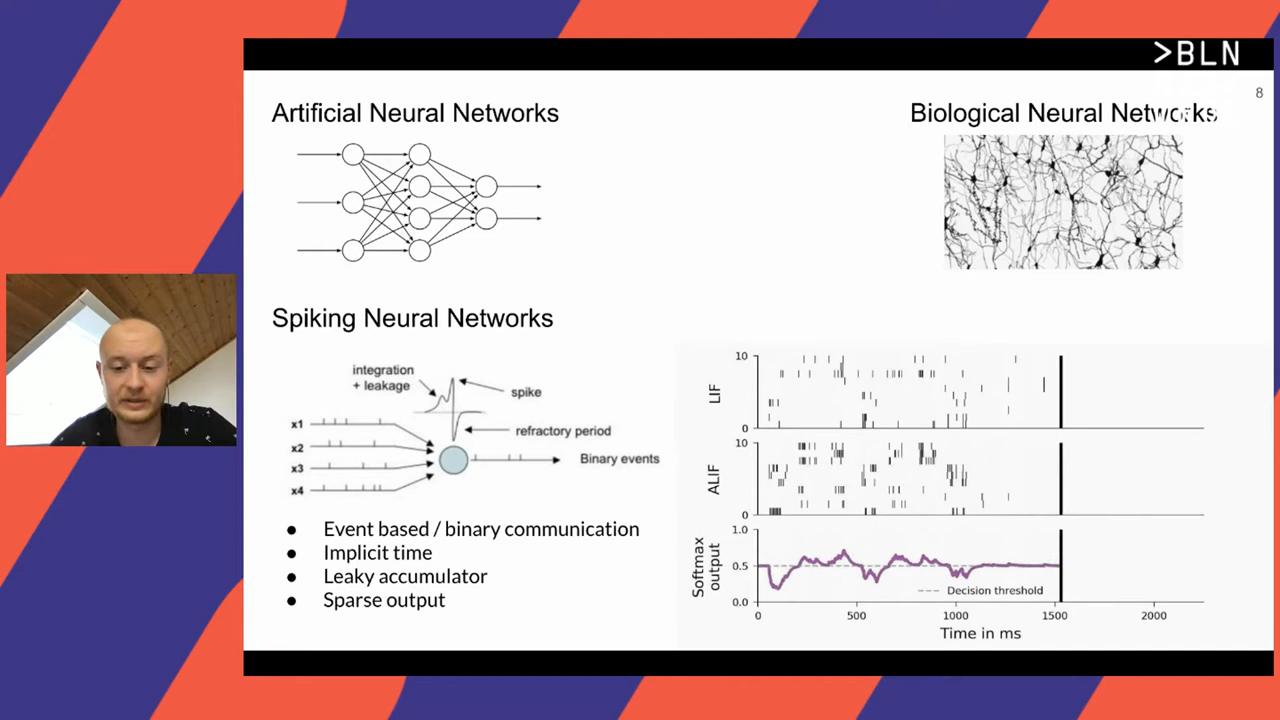 >BLN
8
Artificial Neural Networks
Biological Neural Networks
Spiking Neural Networks
integration
+ leakage
spike
refractory period
x1
x2
x3
x4
Binary events
● Event based / binary communication
● Implicit time
● Leaky accumulator
● Sparse output
10
LIF
0
10
ALIF
0
1.0
Softmax
output
0.5
0.0
Decision threshold
0 500 1000 1500 2000
Time in ms